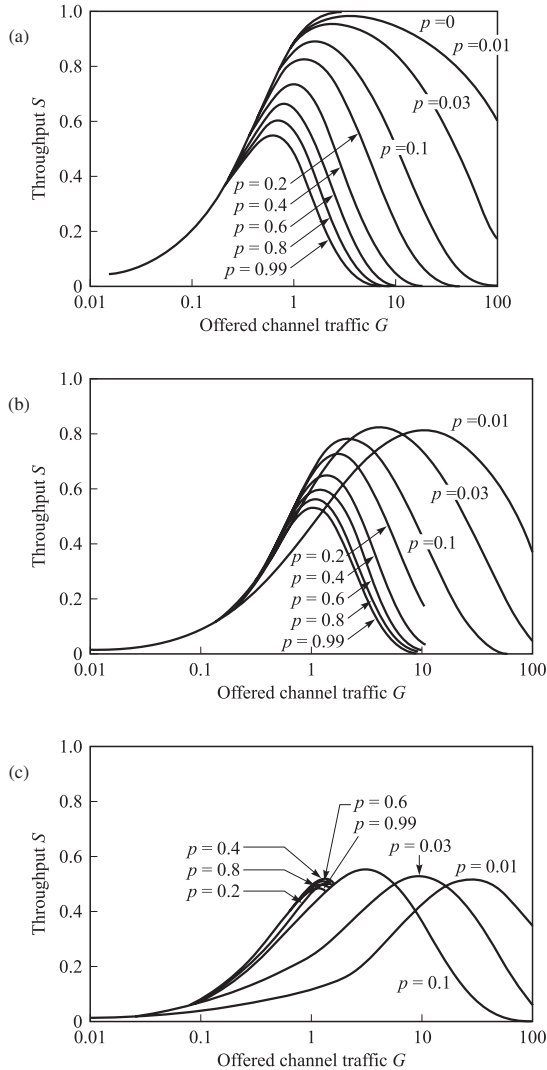 (a)
1.0
0.8
0.6
0.4
0.2
0
Throughput S
p = 0
p = 0.01
p = 0.03
p = 0.1
p = 0.2
p = 0.4
p = 0.6
p = 0.8
p = 0.99
0.01 0.1 1 10 100
Offered channel traffic G
(b)
1.0
0.8
0.6
0.4
0.2
0
Throughput S
p = 0.01
p = 0.03
p = 0.1
p = 0.2
p = 0.4
p = 0.6
p = 0.8
p = 0.99
0.01 0.1 1 10 100
Offered channel traffic G
(c)
1.0
0.8
0.6
0.4
0.2
0
Throughput S
p = 0.6
p = 0.99
p = 0.4
p = 0.8
p = 0.2
p = 0.03
p = 0.01
p = 0.1
0.01 0.1 1 10 100
Offered channel traffic G